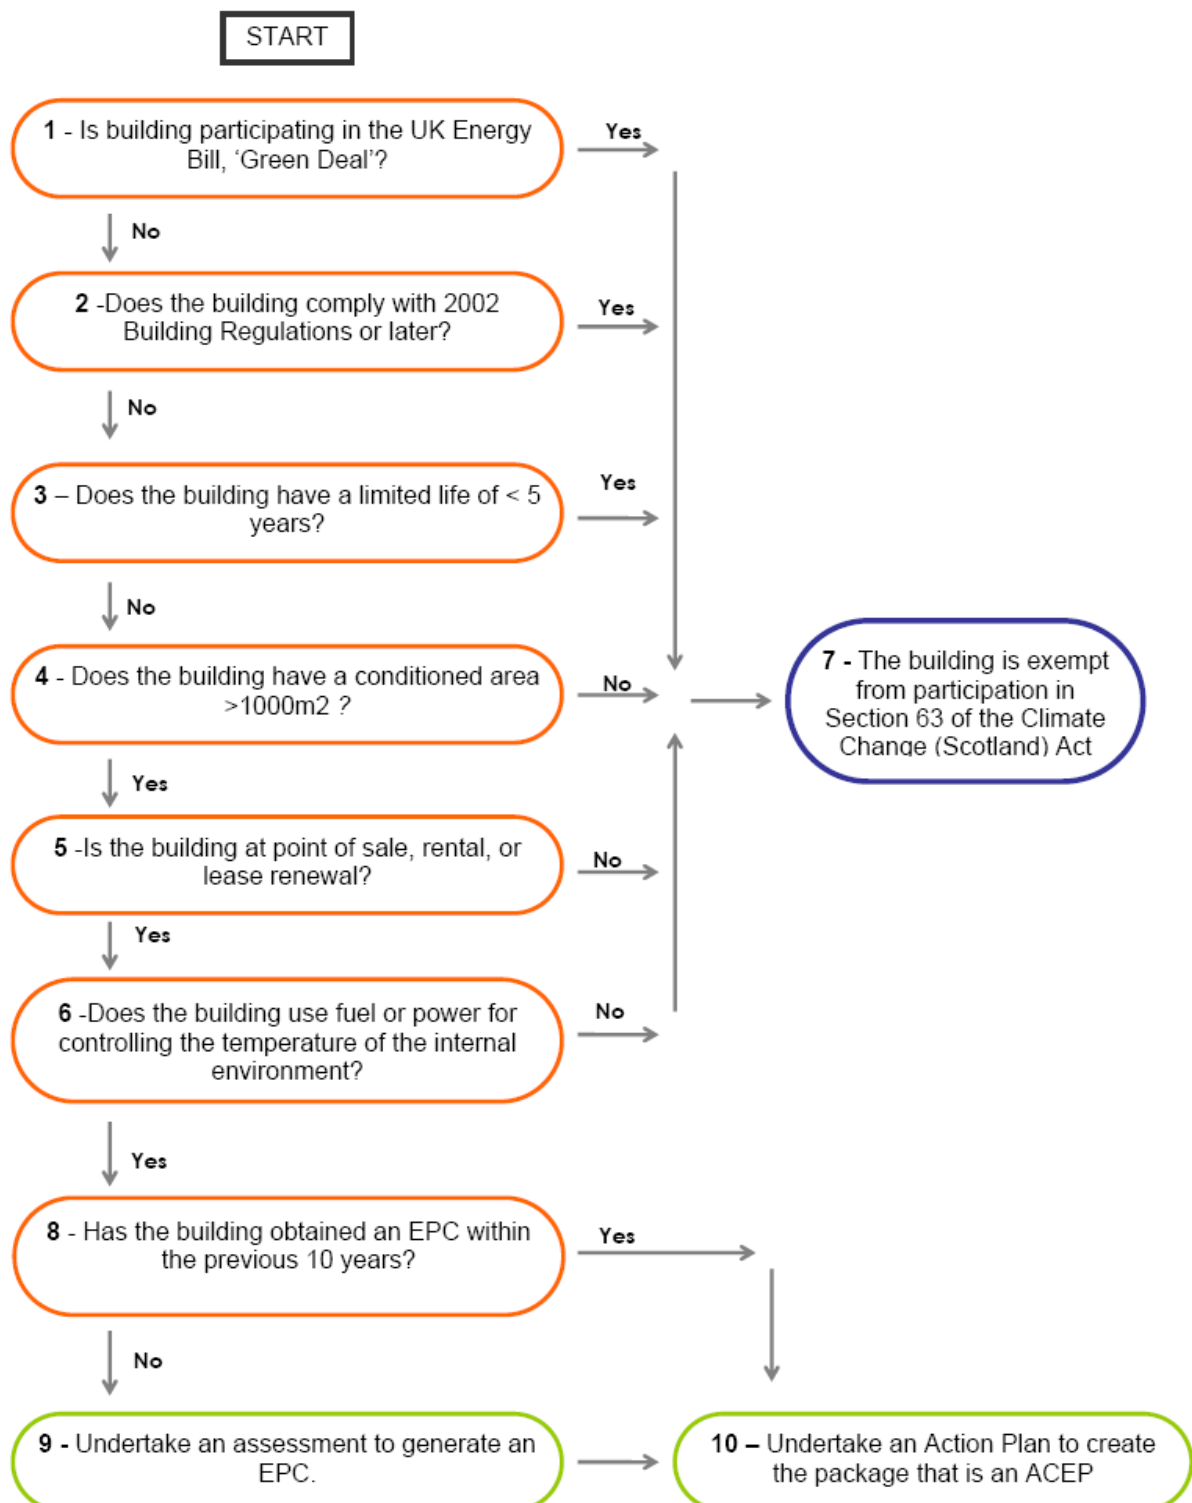 START
1 - Is building participating in the UK Energy
Bill, ‘Green Deal’?
Yes
No
2 -Does the building comply with 2002
Building Regulations or later?
Yes
No
3 – Does the building have a limited life of < 5
years?
Yes
No
4 - Does the building have a conditioned area
>1000m2 ?
No
7 - The building is exempt
from participation in
Section 63 of the Climate
Change (Scotland) Act
Yes
5 -Is the building at point of sale, rental, or
lease renewal?
No
Yes
6 -Does the building use fuel or power for
controlling the temperature of the internal
environment?
No
Yes
8 - Has the building obtained an EPC within
the previous 10 years?
Yes
No
9 - Undertake an assessment to generate an
EPC.
10 – Undertake an Action Plan to create
the package that is an ACEP